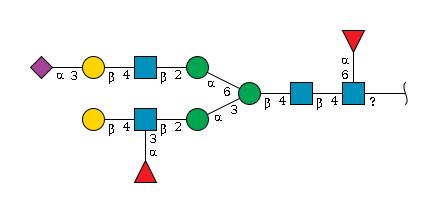 α
α 3 β 4 β 2 α 6 6
β 4 β 4 ?
β 4 β 2 α 3
3
α